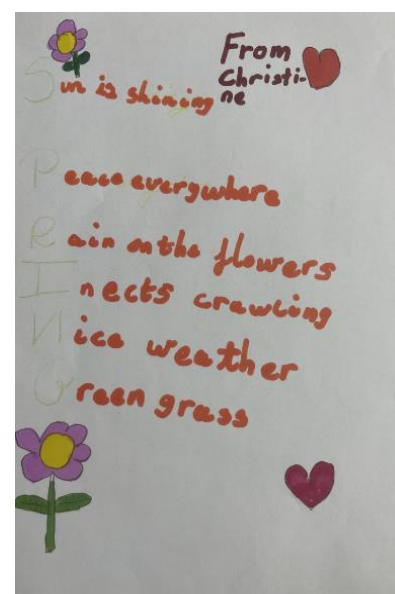 From
Christi-
ne
Sun is shining
Peace everywhere
Rain on the flowers
Inects crawling
Nice weather
Green grass